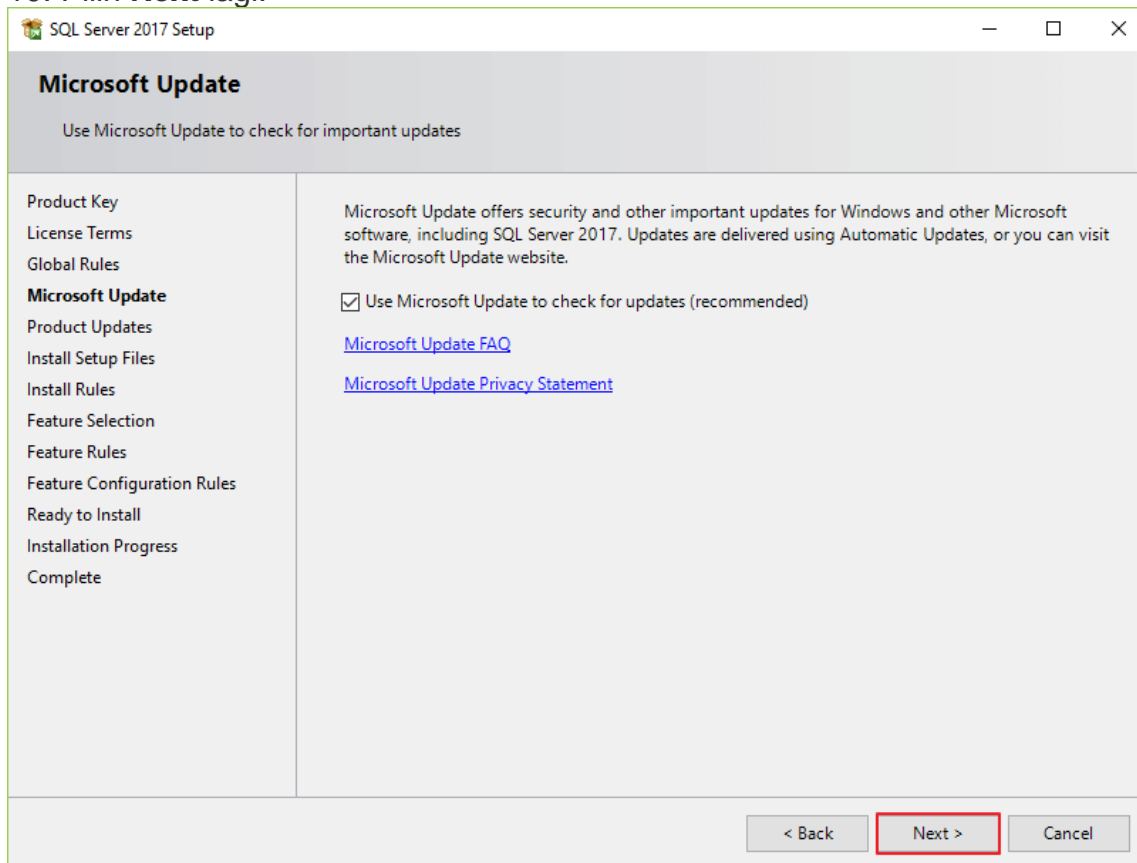 SQL Server 2017 Setup
Microsoft Update
Use Microsoft Update to check for important updates
Product Key
License Terms
Global Rules
Microsoft Update
Product Updates
Install Setup Files
Install Rules
Feature Selection
Feature Rules
Feature Configuration Rules
Ready to Install
Installation Progress
Complete
Microsoft Update offers security and other important updates for Windows and other Microsoft
software, including SQL Server 2017. Updates are delivered using Automatic Updates, or you can visit
the Microsoft Update website.
Use Microsoft Update to check for updates (recommended)
Microsoft Update FAQ
Microsoft Update Privacy Statement
< Back
Next >
Cancel